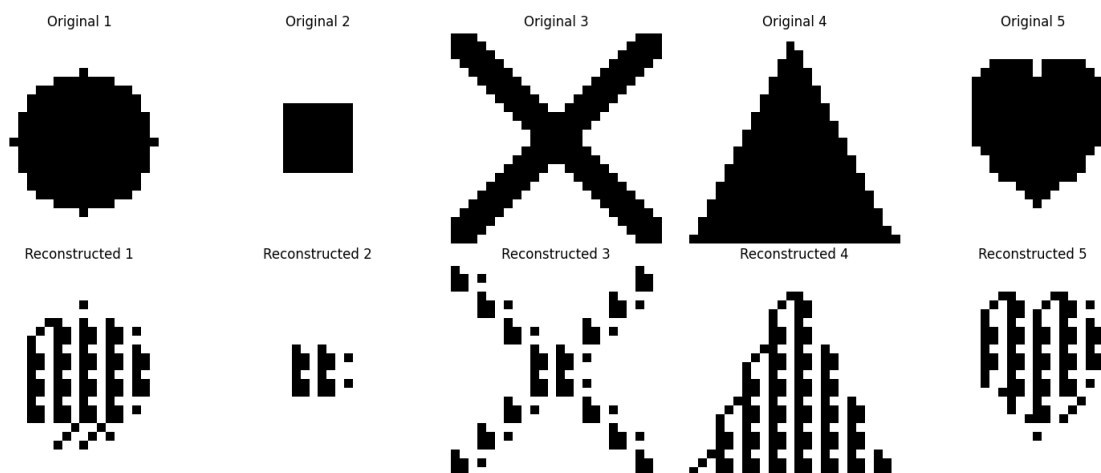 Original 1
Original 2
Original 3
Original 4
Original 5
Reconstructed 1
Reconstructed 2
Reconstructed 3
Reconstructed 4
Reconstructed 5